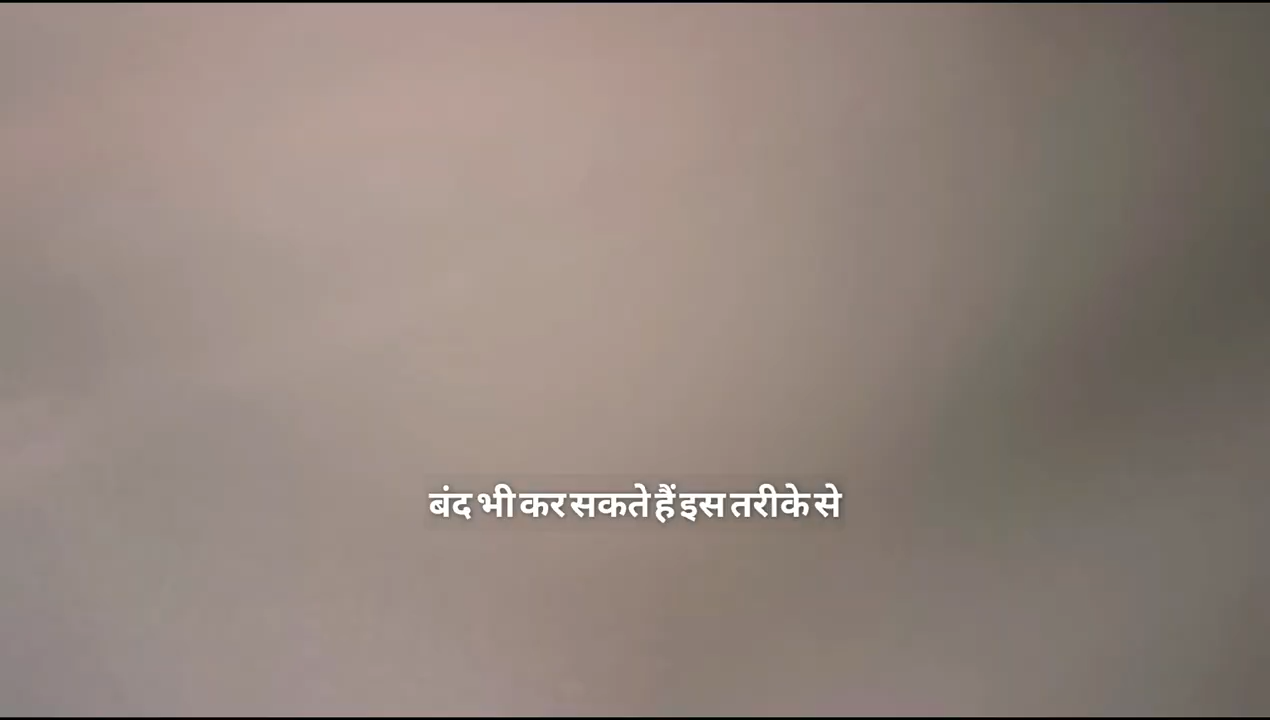 बंद भी कर सकते हैं इस तरीके से